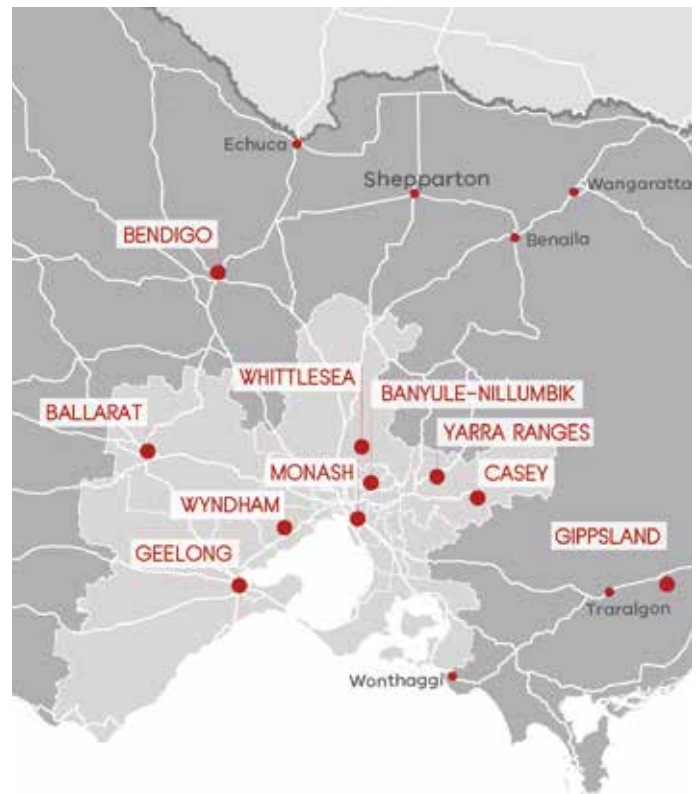 Echuca
Shepparton
Wangaratta
BENDIGO
Benalla
WHITTLESEA
BANYULE-NILLUMBIK
BALLARAT
YARRA RANGES
MONASH
CASEY
WYNDHAM
GIPPSLAND
GEELONG
Traralgon
Wonthaggi